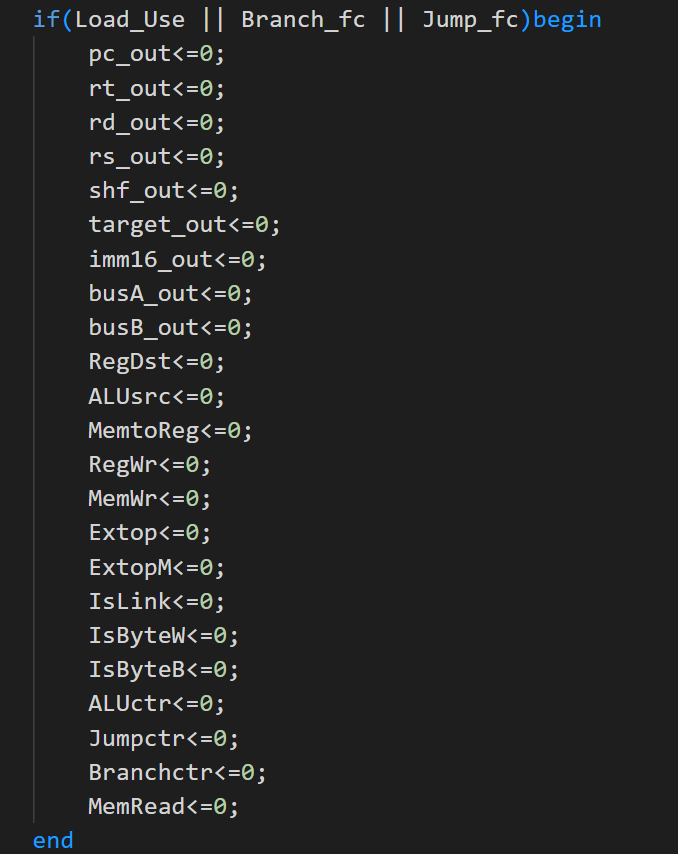 if(Load_Use || Branch_fc || Jump_fc)begin
pc_out<=0;
rt_out<=0;
rd_out<=0;
rs_out<=0;
shf_out<=0;
target_out<=0;
imm16_out<=0;
busA_out<=0;
busB_out<=0;
RegDst<=0;
ALUsrc<=0;
MemtoReg<=0;
RegWr<=0;
MemWr<=0;
Extop<=0;
ExtopM<=0;
IsLink<=0;
IsByteW<=0;
IsByteB<=0;
ALUctr<=0;
Jumpctr<=0;
Branchctr<=0;
MemRead<=0;
end